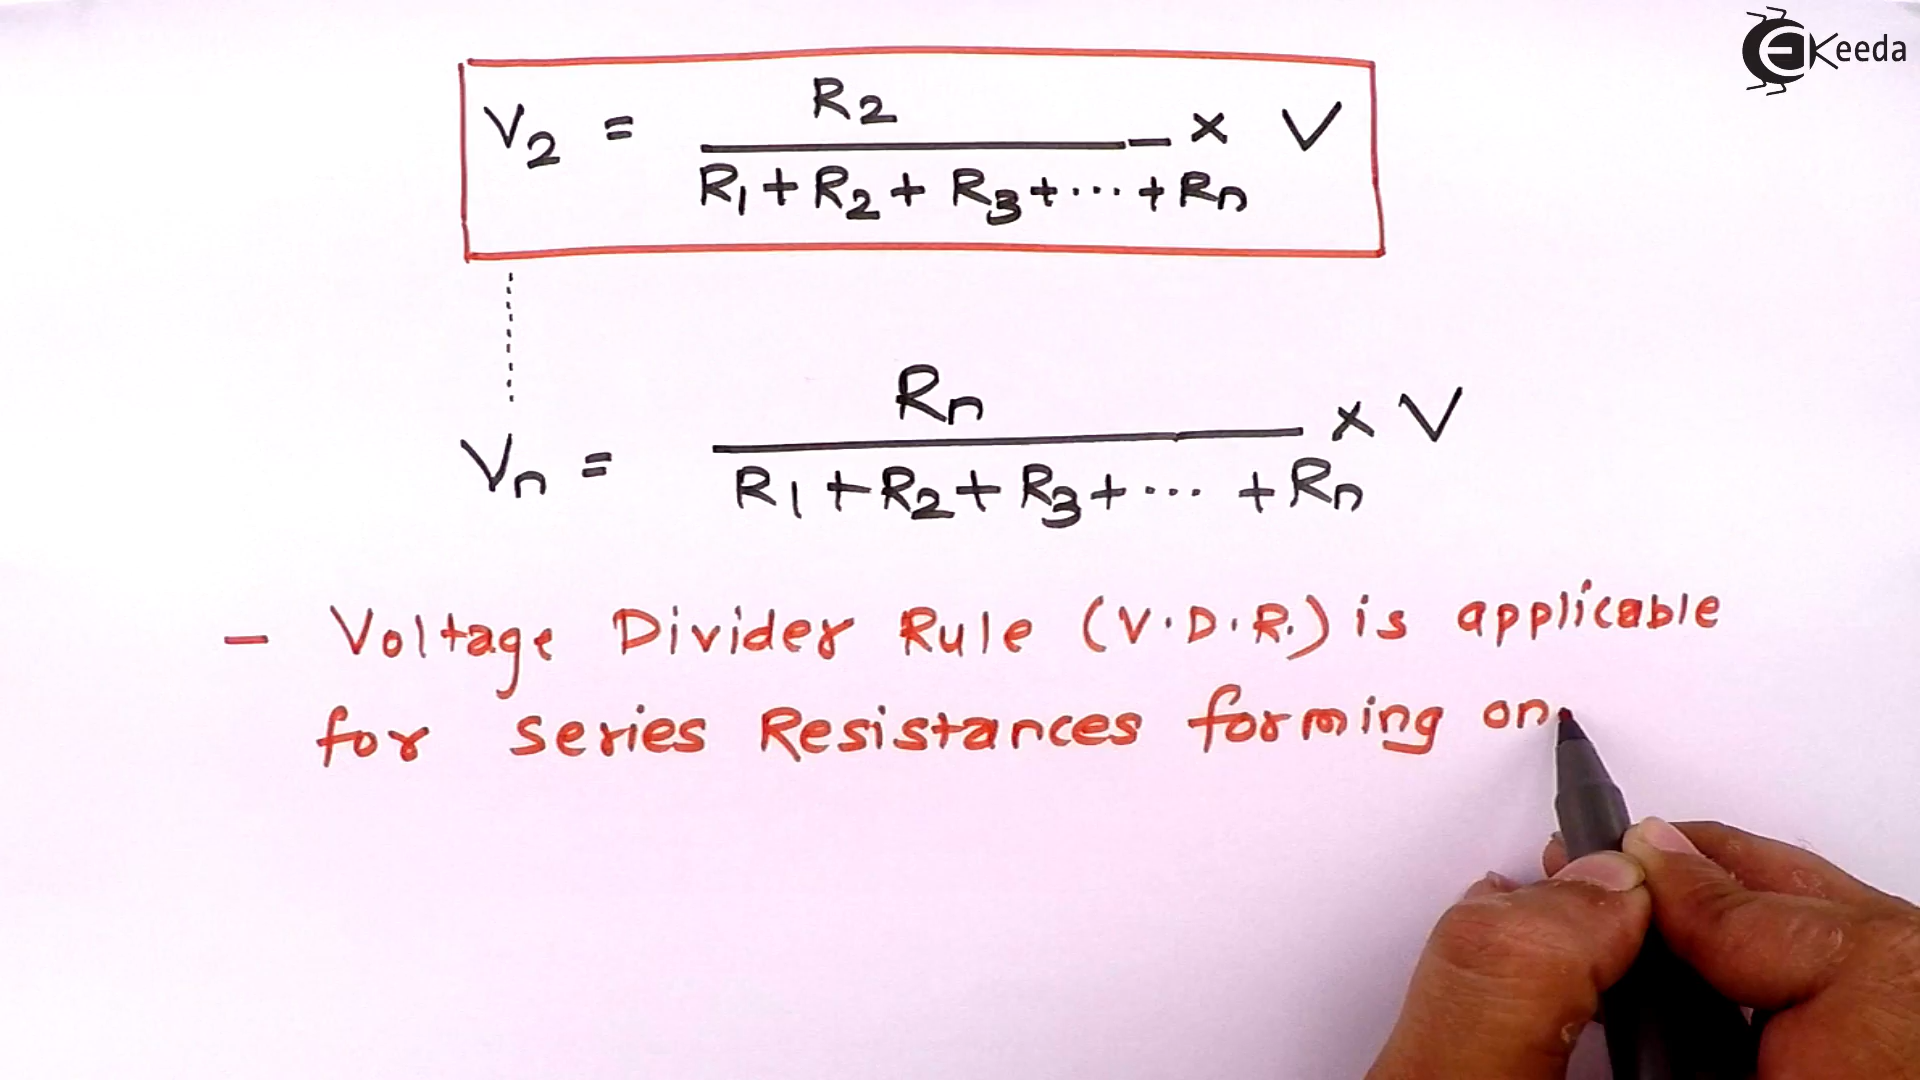 EKeeda
V2 = R2 / R1 + R2 + R3 + ... + Rn × V
Vn = Rn / R1 + R2 + R3 + ... + Rn × V
- Voltage Divider Rule (V.D.R.) is applicable
for series Resistances forming on